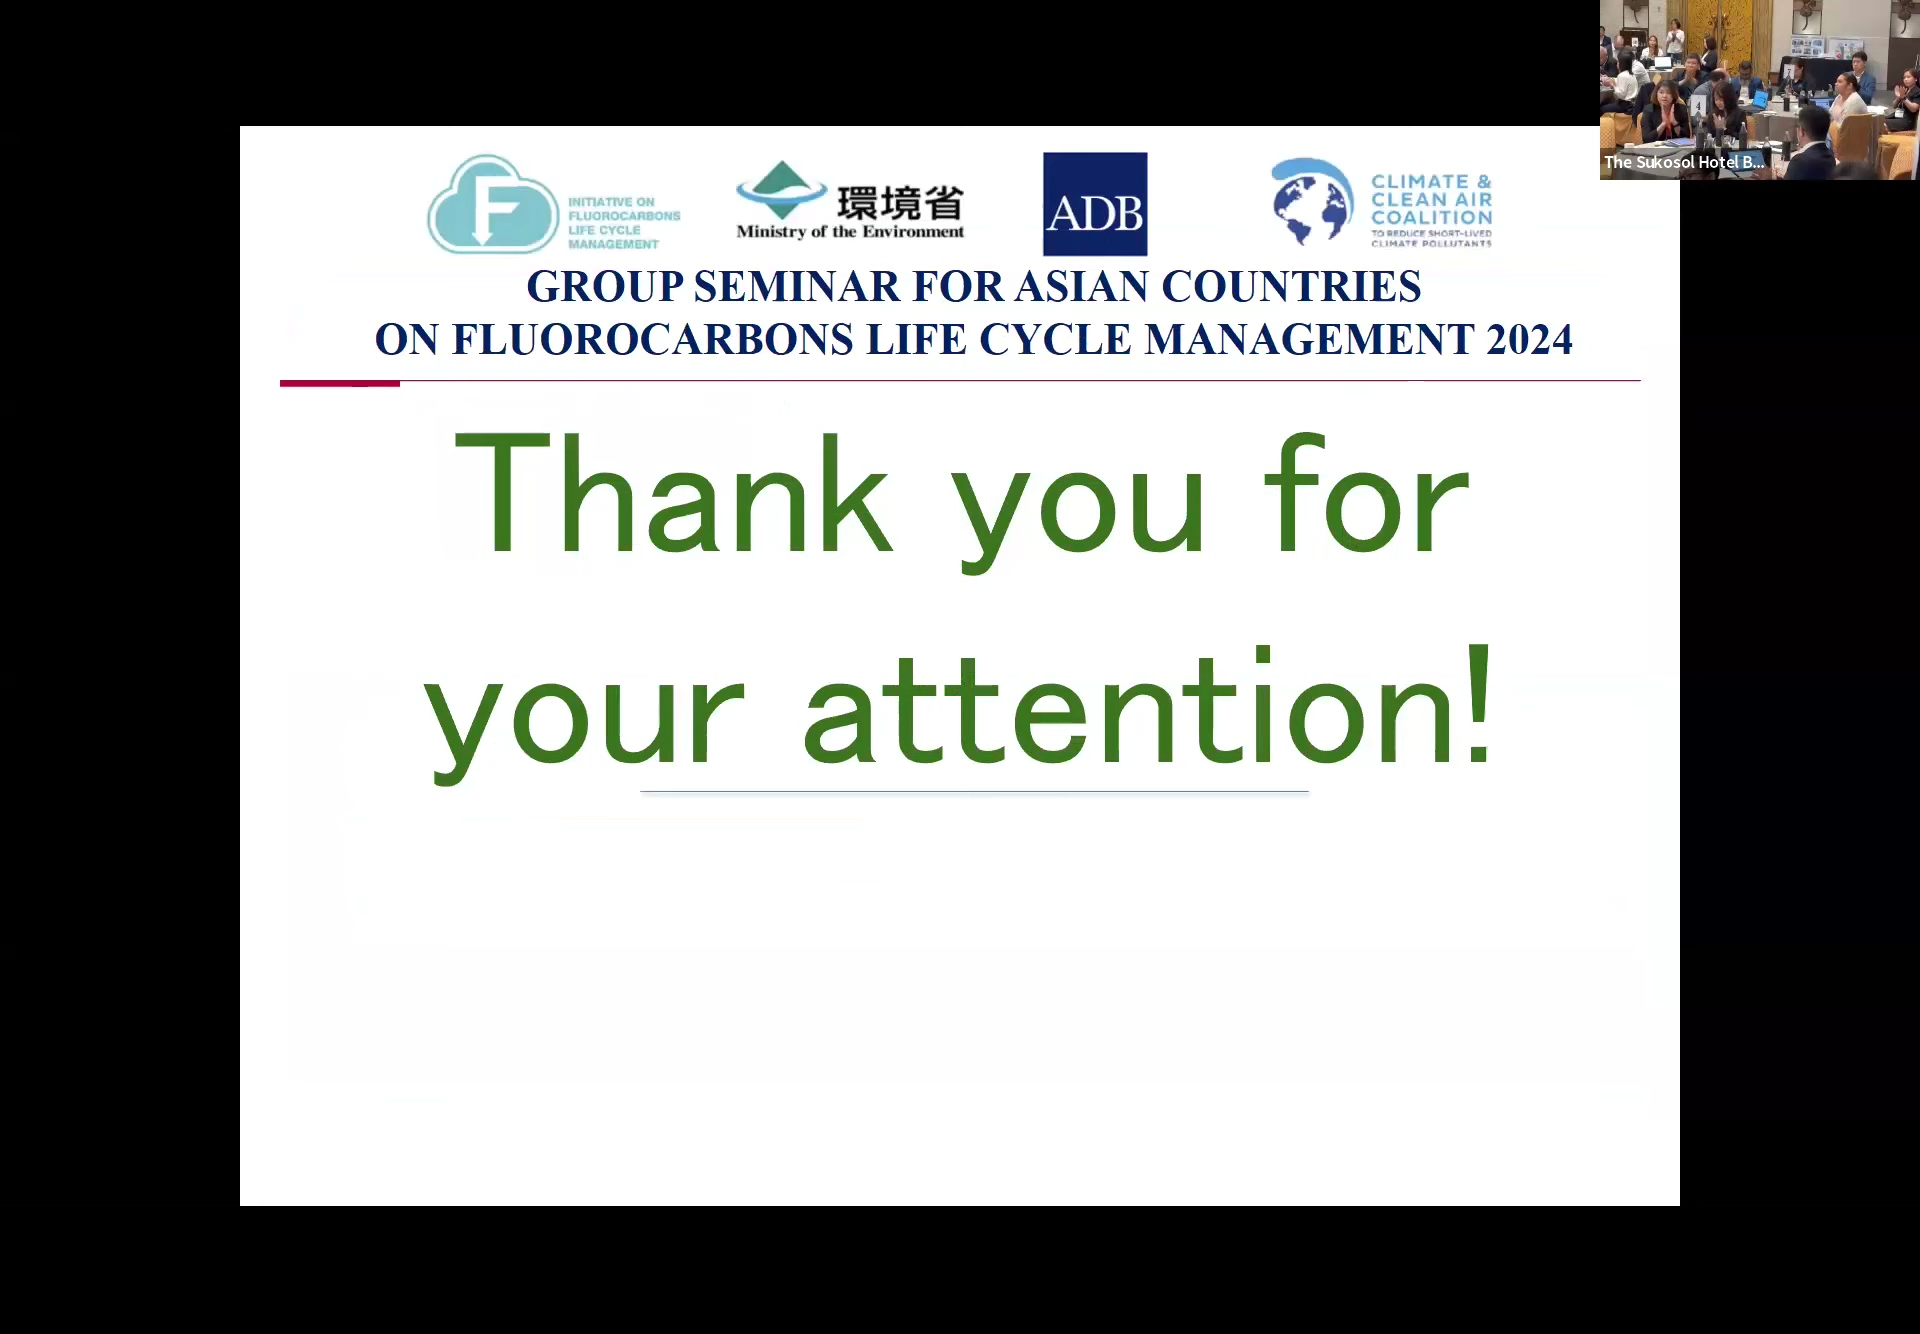 F
INITIATIVE ON
FLUOROCARBONS
LIFE CYCLE
MANAGEMENT
環境省
Ministry of the Environment
ADB
CLIMATE &
CLEAN AIR
COALITION
TO REDUCE SHORT-LIVED
CLIMATE POLLUTANTS
GROUP SEMINAR FOR ASIAN COUNTRIES
ON FLUOROCARBONS LIFE CYCLE MANAGEMENT 2024
Thank you for
your attention!
4
The Sukosol Hotel B...